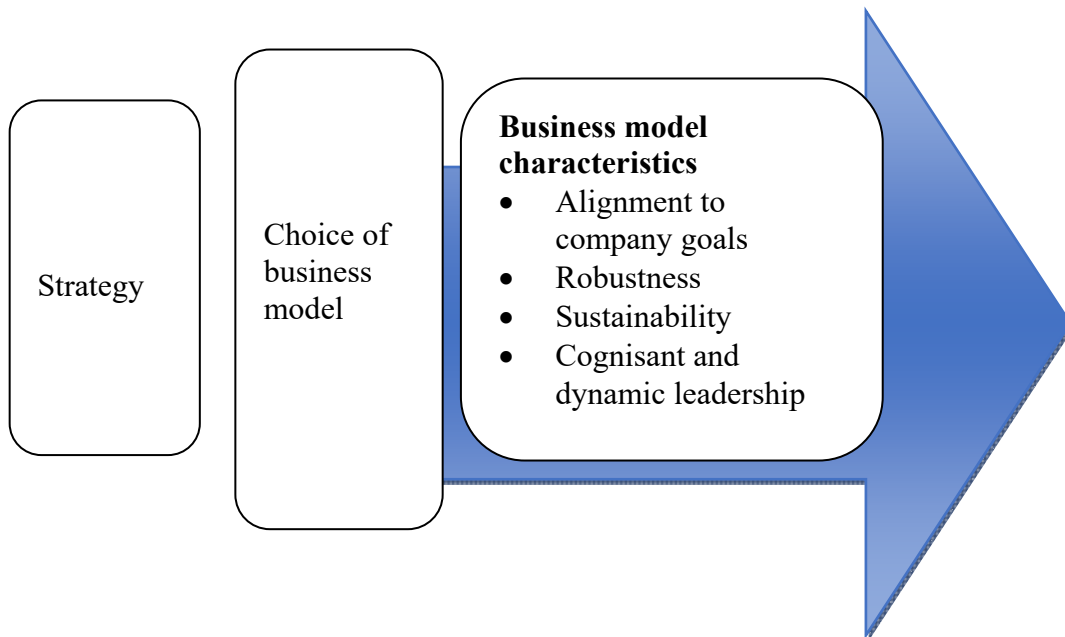 Strategy
Choice of
business
model
Business model
characteristics
• Alignment to
company goals
• Robustness
• Sustainability
• Cognisant and
dynamic leadership